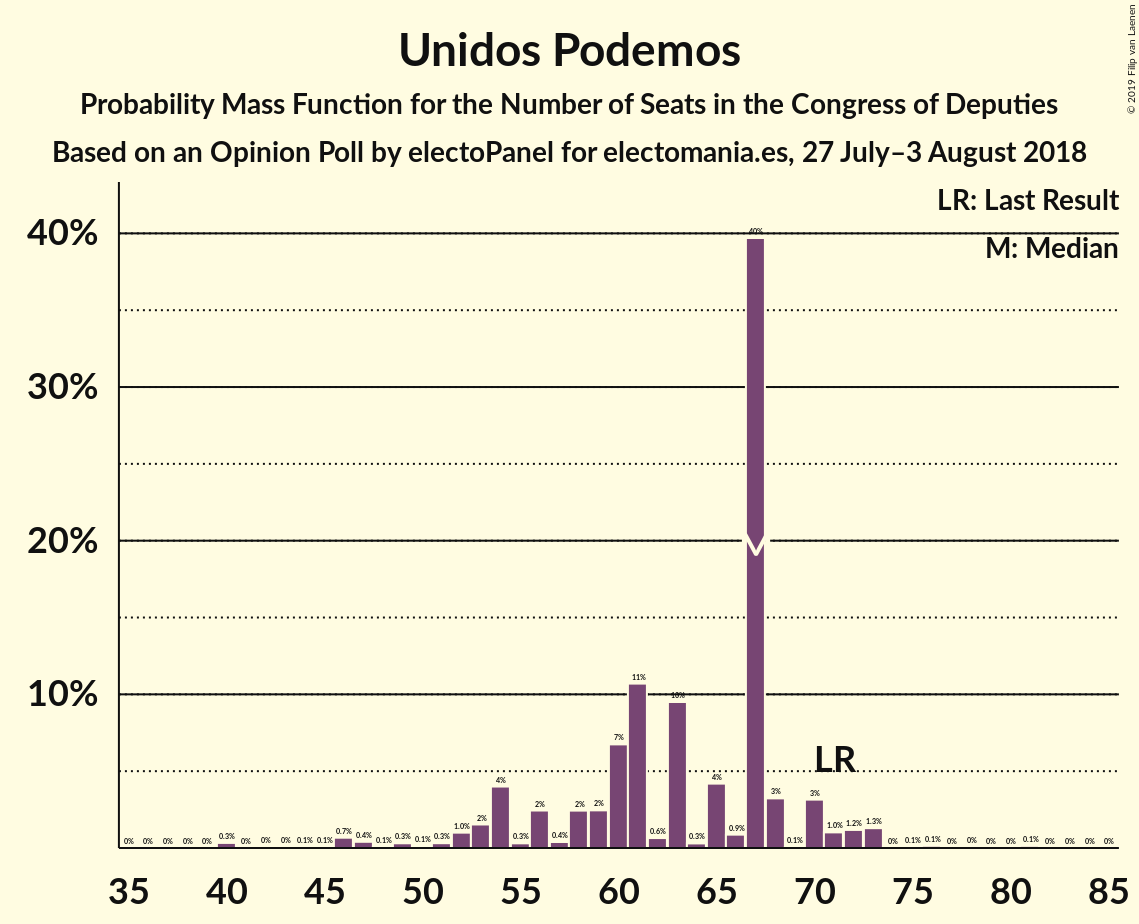 Unidos Podemos
Probability Mass Function for the Number of Seats in the Congress of Deputies
Based on an Opinion Poll by electoPanel for electomania.es, 27 July–3 August 2018
© 2019 Filip van Laenen
LR: Last Result
M: Median
40%
30%
20%
10%
0% 0% 0% 0% 0% 0.3% 0% 0% 0% 0.1% 0.1% 0.7% 0.4% 0.1% 0.3% 0.1% 0.3% 1.0% 2% 4% 0.3% 2% 0.4% 2% 2% 7% 11% 0.6% 10% 0.3% 4% 0.9% 40% 3% 0.1% 3% 1.0% 1.2% 1.3% 0% 0.1% 0.1% 0% 0% 0% 0% 0.1% 0% 0% 0% 0%
LR
35 40 45 50 55 60 65 70 75 80 85